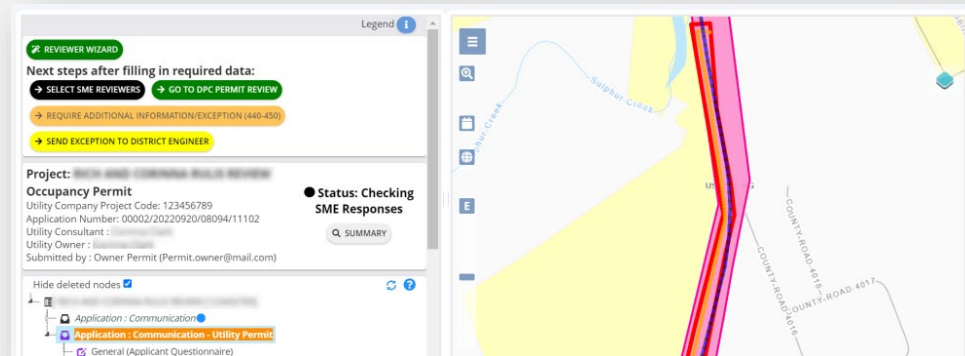 Legend i
REVIEWER WIZARD
Next steps after filling in required data:
→ SELECT SME REVIEWERS → GO TO DPC PERMIT REVIEW
→ REQUIRE ADDITIONAL INFORMATION/EXCEPTION (440-450)
→ SEND EXCEPTION TO DISTRICT ENGINEER
Project:
Occupancy Permit
Utility Company Project Code: 123456789
Application Number: 00002/20220920/08094/11102
Utility Consultant :
Utility Owner :
Submitted by : Owner Permit (Permit.owner@mail.com)
Status: Checking
SME Responses
SUMMARY
Hide deleted nodes
Application : Communication
Application : Communication - Utility Permit
General (Applicant Questionnaire)
E
Sulphur-Creek
Sulphur-Creek
COUNTY-ROAD 4018
COUNTY-ROAD 4017
COUNTY-ROAD 4016